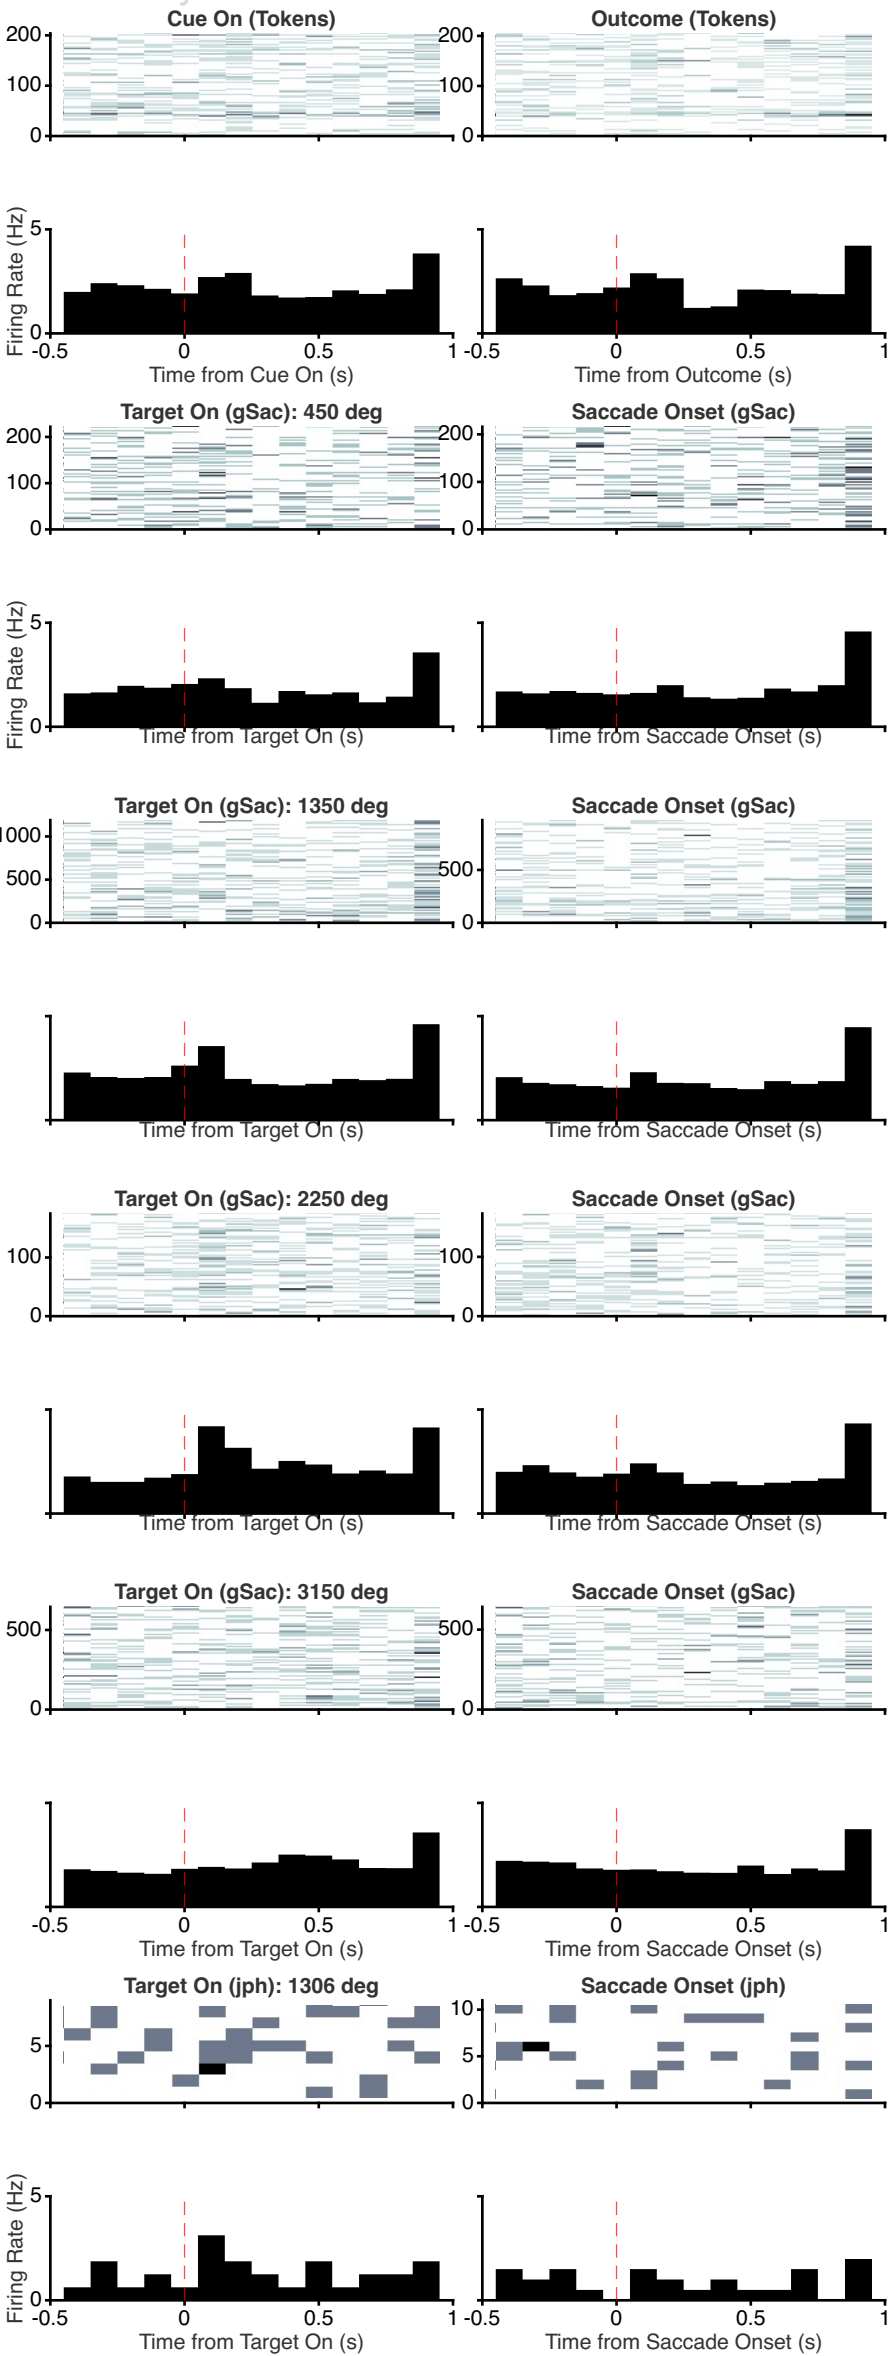 Cue On (Tokens) Outcome (Tokens)
200 200
100 100
0 0
Firing Rate (Hz)
5
0
-0.5 0 0.5 1 -0.5 0 0.5 1
Time from Cue On (s) Time from Outcome (s)
Target On (gSac): 450 deg Saccade Onset (gSac)
200 200
100 100
0 0
Firing Rate (Hz)
5
0
Time from Target On (s) Time from Saccade Onset (s)
Target On (gSac): 1350 deg Saccade Onset (gSac)
1000
500 500
0 0
Time from Target On (s) Time from Saccade Onset (s)
Target On (gSac): 2250 deg Saccade Onset (gSac)
100 100
0 0
Time from Target On (s) Time from Saccade Onset (s)
Target On (gSac): 3150 deg Saccade Onset (gSac)
500 500
0 0
-0.5 0 0.5 1 -0.5 0 0.5 1
Time from Target On (s) Time from Saccade Onset (s)
Target On (jph): 1306 deg Saccade Onset (jph)
10
5 5
0 0
Firing Rate (Hz)
5
0
-0.5 0 0.5 1 -0.5 0 0.5 1
Time from Target On (s) Time from Saccade Onset (s)